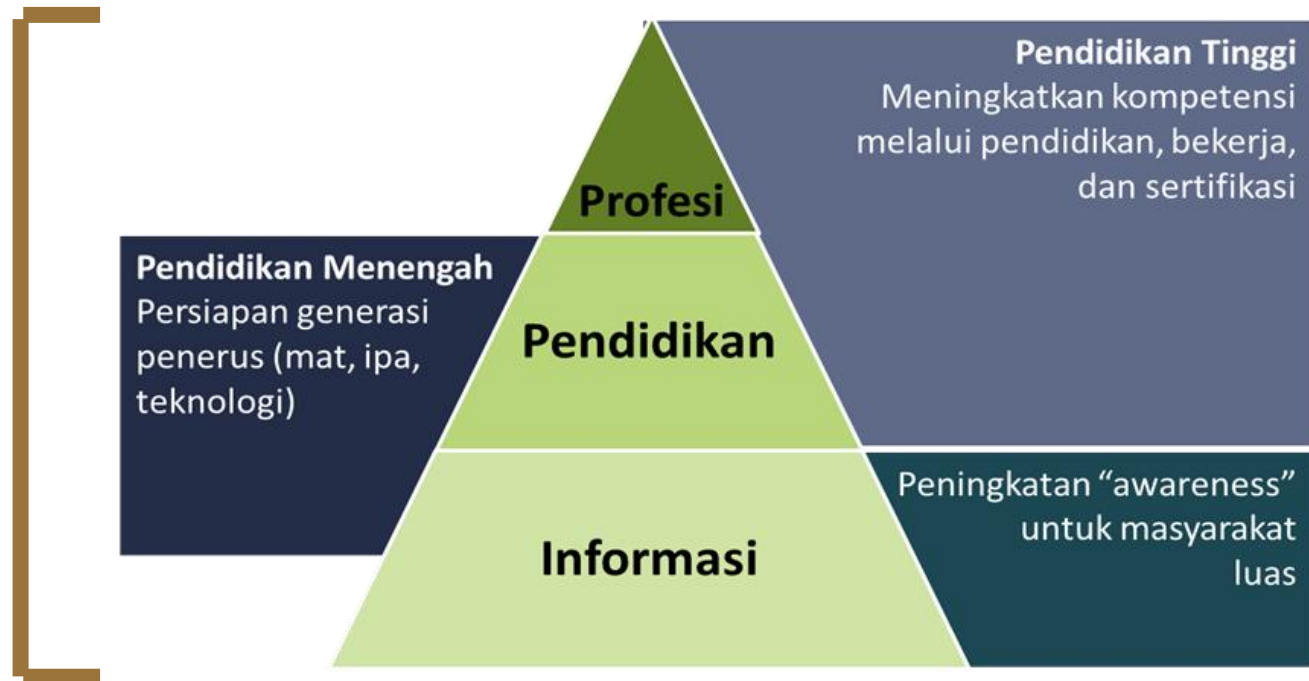 Pendidikan Tinggi
Meningkatkan kompetensi
melalui pendidikan, bekerja,
dan sertifikasi
Profesi
Pendidikan Menengah
Persiapan generasi
penerus (mat, ipa,
teknologi)
Pendidikan
Peningkatan “awareness”
untuk masyarakat
luas
Informasi